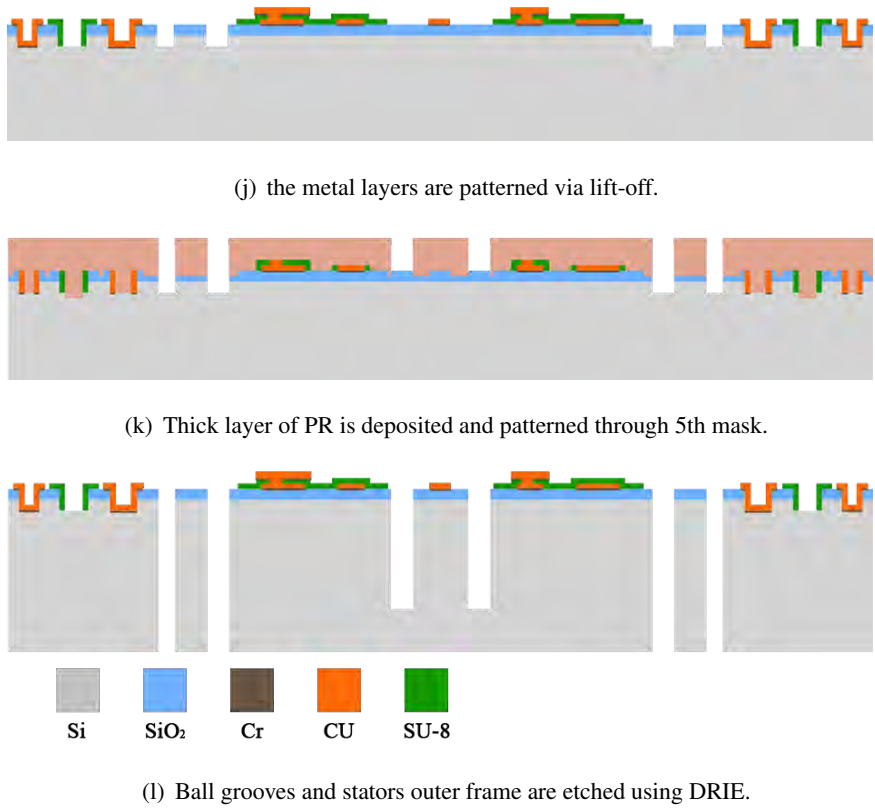 (j) the metal layers are patterned via lift-off.
(k) Thick layer of PR is deposited and patterned through 5th mask.
Si SiO₂ Cr CU SU-8
(l) Ball grooves and stators outer frame are etched using DRIE.